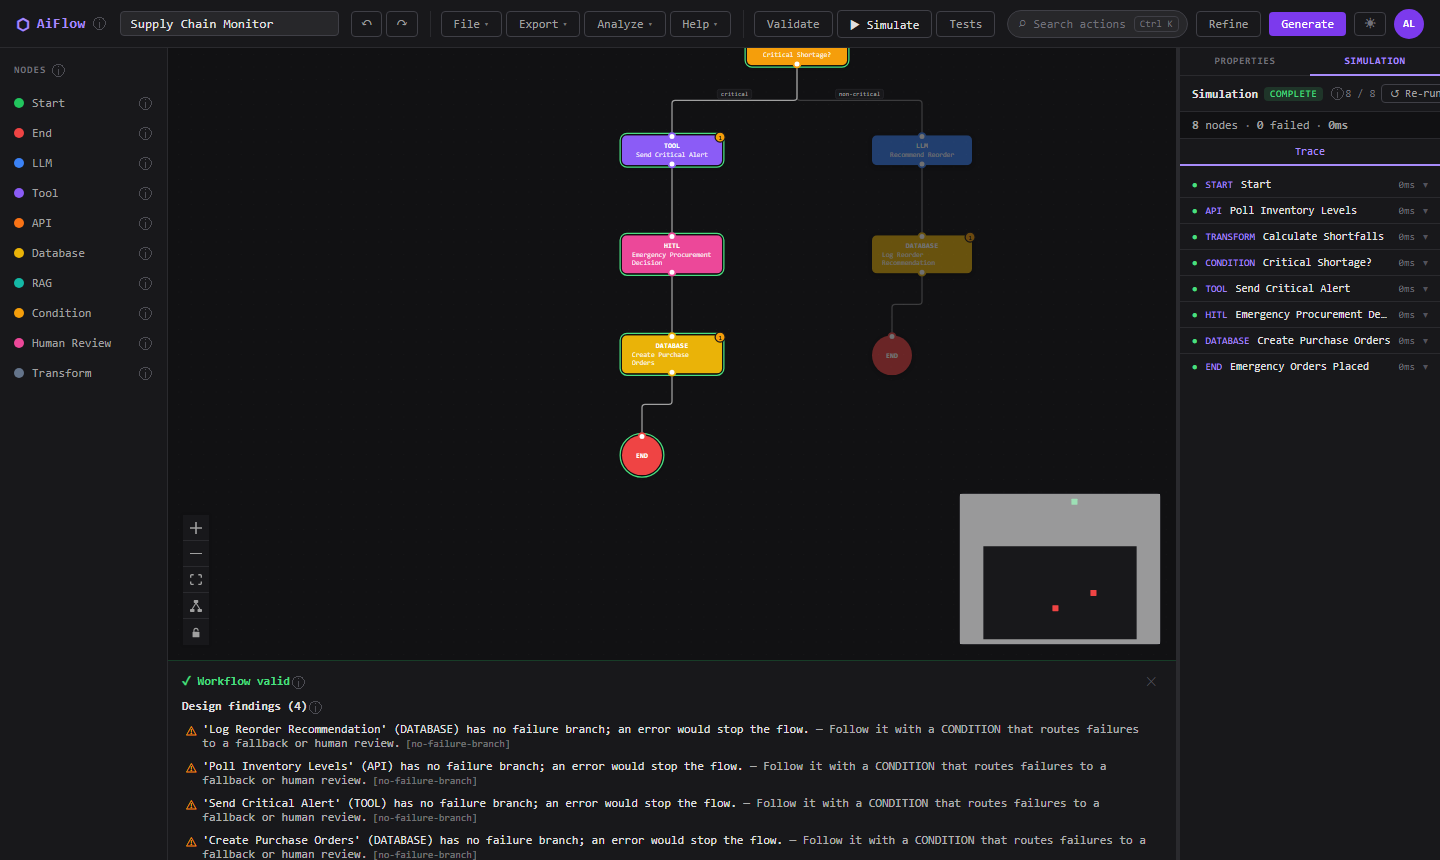 AiFlow
Supply Chain Monitor
File
Export
Analyze
Help
Validate
▶ Simulate
Tests
Search actions Ctrl K
Refine
Generate
AL
NODES
Start
End
LLM
Tool
API
Database
RAG
Condition
Human Review
Transform
Critical Shortage?
critical
non-critical
TOOL
Send Critical Alert
1
LLM
Recommend Reorder
HITL
Emergency Procurement
Decision
DATABASE
Log Reorder
Recommendation
1
DATABASE
Create Purchase
Orders
1
END
END
✓ Workflow valid
Design findings (4)
⚠ 'Log Reorder Recommendation' (DATABASE) has no failure branch; an error would stop the flow. — Follow it with a CONDITION that routes failures
to a fallback or human review. [no-failure-branch]
⚠ 'Poll Inventory Levels' (API) has no failure branch; an error would stop the flow. — Follow it with a CONDITION that routes failures to a
fallback or human review. [no-failure-branch]
⚠ 'Send Critical Alert' (TOOL) has no failure branch; an error would stop the flow. — Follow it with a CONDITION that routes failures to a
fallback or human review. [no-failure-branch]
⚠ 'Create Purchase Orders' (DATABASE) has no failure branch; an error would stop the flow. — Follow it with a CONDITION that routes failures to a
fallback or human review. [no-failure-branch]
PROPERTIES
SIMULATION
Simulation COMPLETE 8 / 8 ↺ Re-run
8 nodes · 0 failed · 0ms
Trace
START Start 0ms
API Poll Inventory Levels 0ms
TRANSFORM Calculate Shortfalls 0ms
CONDITION Critical Shortage? 0ms
TOOL Send Critical Alert 0ms
HITL Emergency Procurement De… 0ms
DATABASE Create Purchase Orders 0ms
END Emergency Orders Placed 0ms